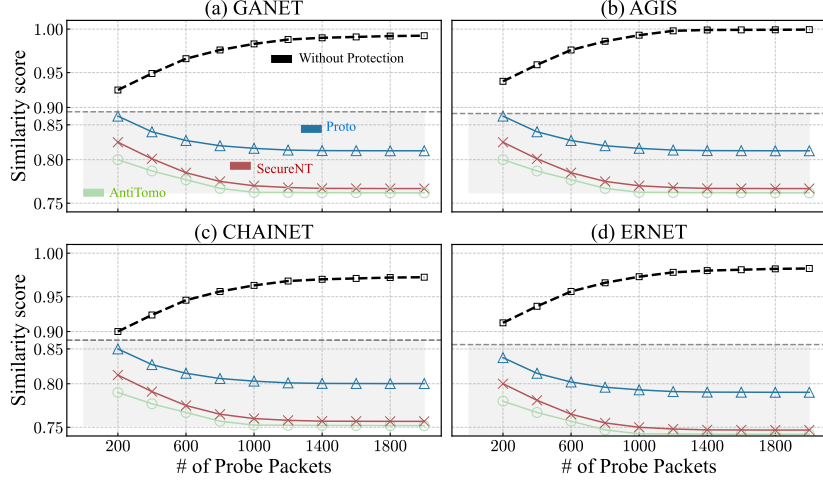 (a) GANET
(b) AGIS
Similarity score
1.00
0.95
0.90
0.85
0.80
0.75
Without Protection
Proto
SecureNT
AntiTomo
(c) CHAINET
(d) ERNET
Similarity score
1.00
0.95
0.90
0.85
0.80
0.75
200 600 1000 1400 1800
200 600 1000 1400 1800
# of Probe Packets
# of Probe Packets